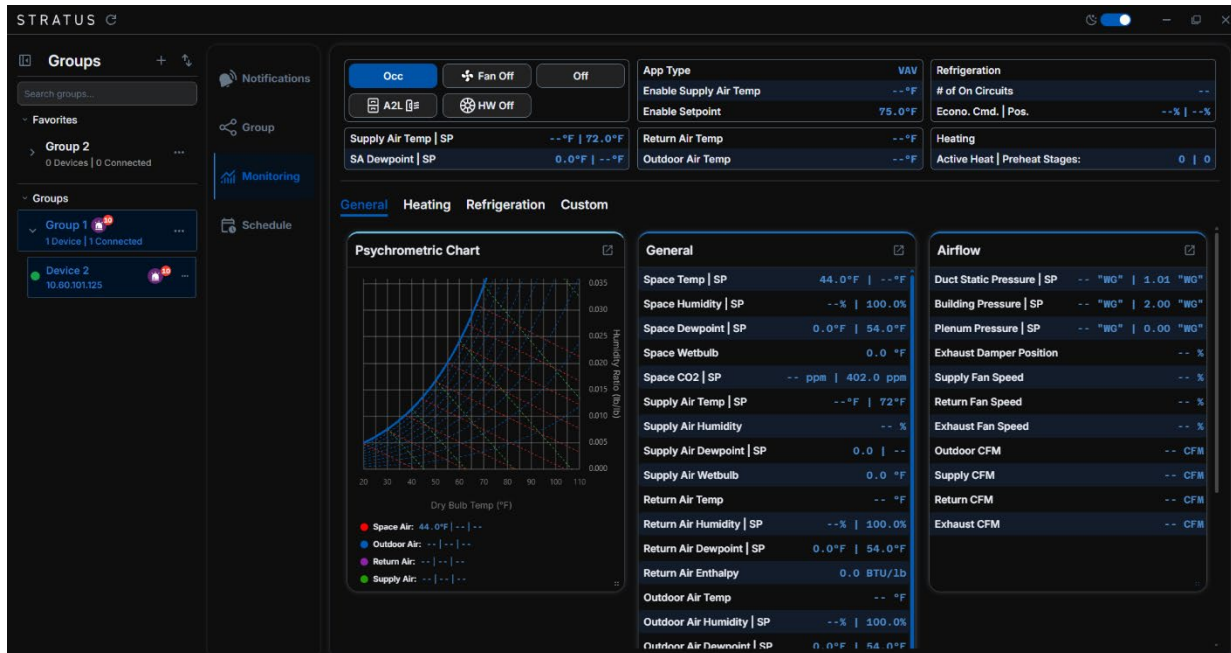 STRATUS
Groups
Search groups...
Favorites
Group 2
0 Devices | 0 Connected
Groups
Group 1 10
1 Device | 1 Connected
Device 2 10
10.60.101.125
Notifications
Group
Monitoring
Schedule
Occ Fan Off Off
A2L HW Off
Supply Air Temp | SP --°F | 72.0°F
SA Dewpoint | SP 0.0°F | --°F
App Type VAV
Enable Supply Air Temp --°F
Enable Setpoint 75.0°F
Return Air Temp --°F
Outdoor Air Temp --°F
Refrigeration
# of On Circuits --
Econo. Cmd. | Pos. --% | --%
Heating
Active Heat | Preheat Stages: 0 | 0
General Heating Refrigeration Custom
Psychrometric Chart
0.035
0.030
0.025
0.020
0.015
0.010
0.005
0.000
Humidity Ratio (lb/lb)
20 30 40 50 60 70 80 90 100 110
Dry Bulb Temp (°F)
Space Air: 44.0°F | -- | --
Outdoor Air: -- | -- | --
Return Air: -- | -- | --
Supply Air: -- | -- | --
General
Space Temp | SP 44.0°F | --°F
Space Humidity | SP --% | 100.0%
Space Dewpoint | SP 0.0°F | 54.0°F
Space Wetbulb 0.0 °F
Space CO2 | SP -- ppm | 402.0 ppm
Supply Air Temp | SP --°F | 72°F
Supply Air Humidity -- %
Supply Air Dewpoint | SP 0.0 | --
Supply Air Wetbulb 0.0 °F
Return Air Temp -- °F
Return Air Humidity | SP --% | 100.0%
Return Air Dewpoint | SP 0.0°F | 54.0°F
Return Air Enthalpy 0.0 BTU/lb
Outdoor Air Temp -- °F
Outdoor Air Humidity | SP --% | 100.0%
Outdoor Air Dewpoint | SP 0.0°F | 54.0°F
Airflow
Duct Static Pressure | SP -- "WG" | 1.01 "WG"
Building Pressure | SP -- "WG" | 2.00 "WG"
Plenum Pressure | SP -- "WG" | 0.00 "WG"
Exhaust Damper Position -- %
Supply Fan Speed -- %
Return Fan Speed -- %
Exhaust Fan Speed -- %
Outdoor CFM -- CFM
Supply CFM -- CFM
Return CFM -- CFM
Exhaust CFM -- CFM